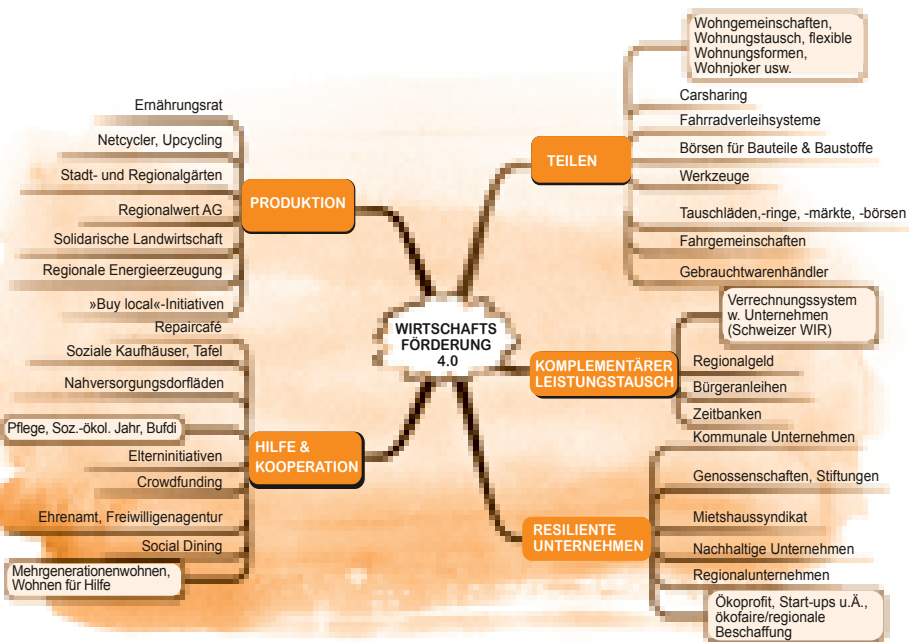 WIRTSCHAFTS
FÖRDERUNG
4.0
PRODUKTION
Ernährungsrat
Netcycler, Upcycling
Stadt- und Regionalgärten
Regionalwert AG
Solidarische Landwirtschaft
Regionale Energieerzeugung
»Buy local«-Initiativen
HILFE &
KOOPERATION
Repaircafé
Soziale Kaufhäuser, Tafel
Nahversorgungsdorfläden
Pflege, Soz.-ökol. Jahr, Bufdi
Elterninitiativen
Crowdfunding
Ehrenamt, Freiwilligenagentur
Social Dining
Mehrgenerationenwohnen,
Wohnen für Hilfe
TEILEN
Wohngemeinschaften,
Wohnungstausch, flexible
Wohnungsformen,
Wohnjoker usw.
Carsharing
Fahrradverleihsysteme
Börsen für Bauteile & Baustoffe
Werkzeuge
Tauschläden,-ringe, -märkte, -börsen
Fahrgemeinschaften
Gebrauchtwarenhändler
KOMPLEMENTÄRER
LEISTUNGSTAUSCH
Verrechnungssystem
w. Unternehmen
(Schweizer WIR)
Regionalgeld
Bürgeranleihen
Zeitbanken
RESILIENTE
UNTERNEHMEN
Kommunale Unternehmen
Genossenschaften, Stiftungen
Mietshaussyndikat
Nachhaltige Unternehmen
Regionalunternehmen
Ökoprofit, Start-ups u.Ä.,
ökofaire/regionale
Beschaffung